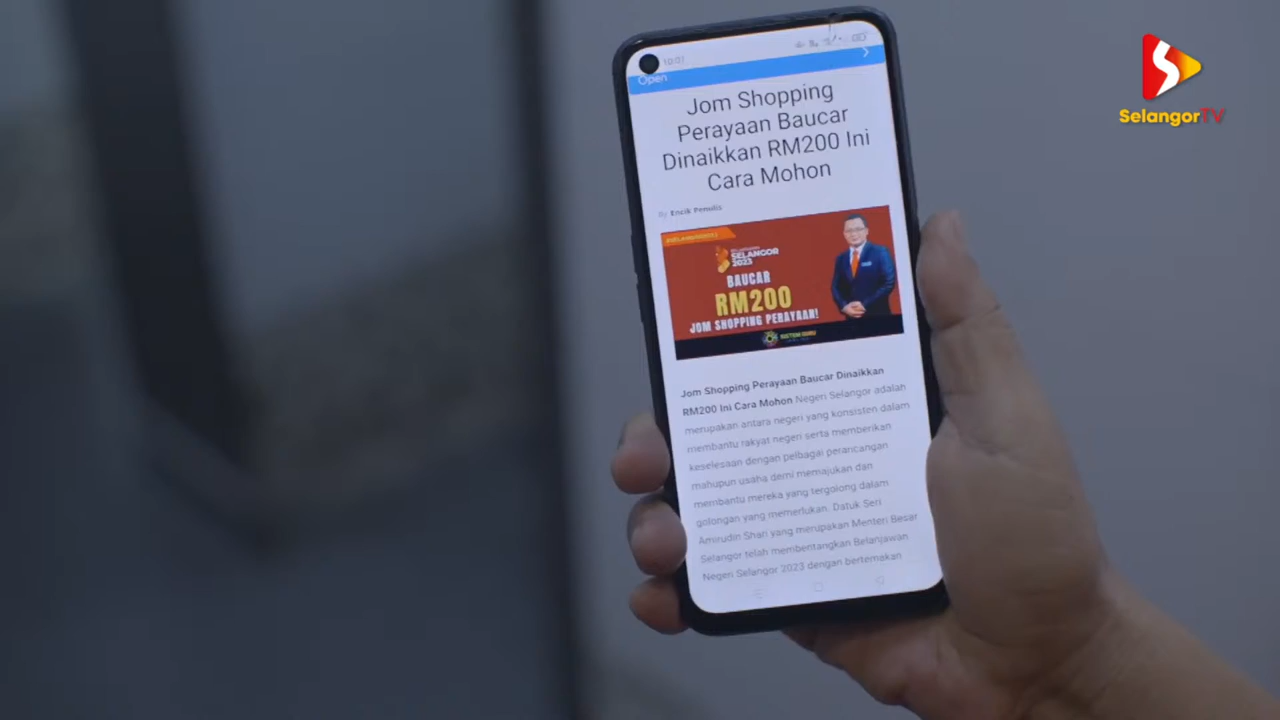 SelangorTV
10:01
Open
Jom Shopping
Perayaan Baucar
Dinaikkan RM200 Ini
Cara Mohon
By Encik Penulis
SELANGOR
2023
BAUCAR
RM200
JOM SHOPPING PERAYAAN!
Jom Shopping Perayaan Baucar Dinaikkan
RM200 Ini Cara Mohon Negeri Selangor adalah
merupakan antara negeri yang konsisten dalam
membantu rakyat negeri serta memberikan
keselesaan dengan pelbagai perancangan
mahupun usaha demi memajukan dan
membantu mereka yang tergolong dalam
golongan yang memerlukan. Datuk Seri
Amirudin Shari yang merupakan Menteri Besar
Selangor telah membentangkan Belanjawan
Negeri Selangor 2023 dengan bertemakan